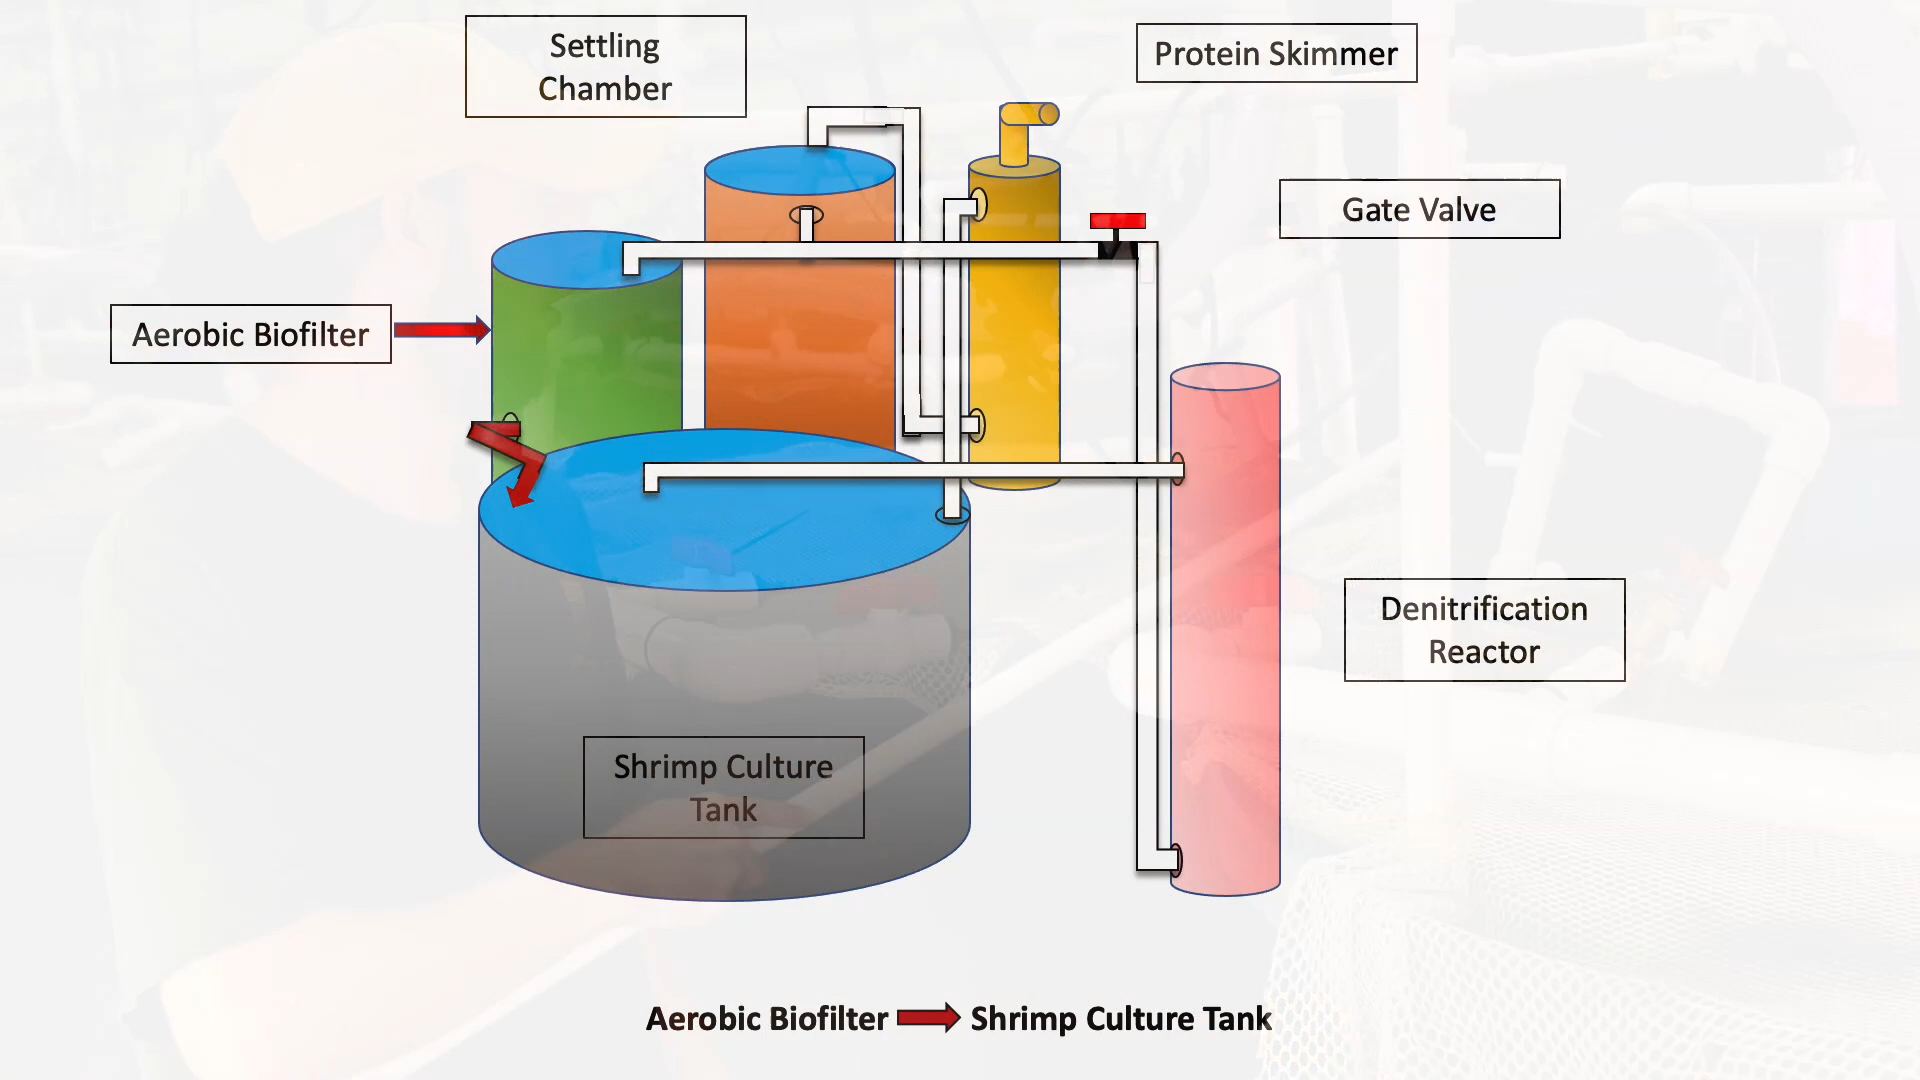 Settling
Chamber
Protein Skimmer
Gate Valve
Aerobic Biofilter
Denitrification
Reactor
Shrimp Culture
Tank
Aerobic Biofilter Shrimp Culture Tank